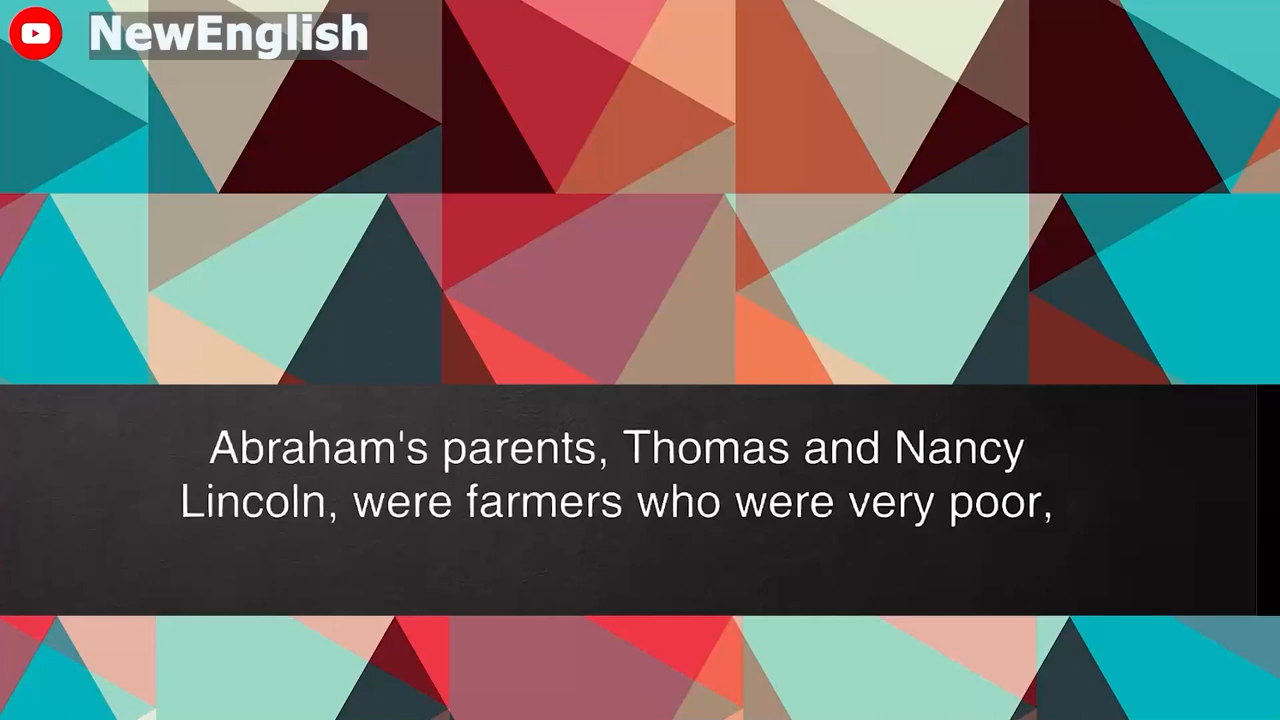 NewEnglish
Abraham's parents, Thomas and Nancy
Lincoln, were farmers who were very poor,